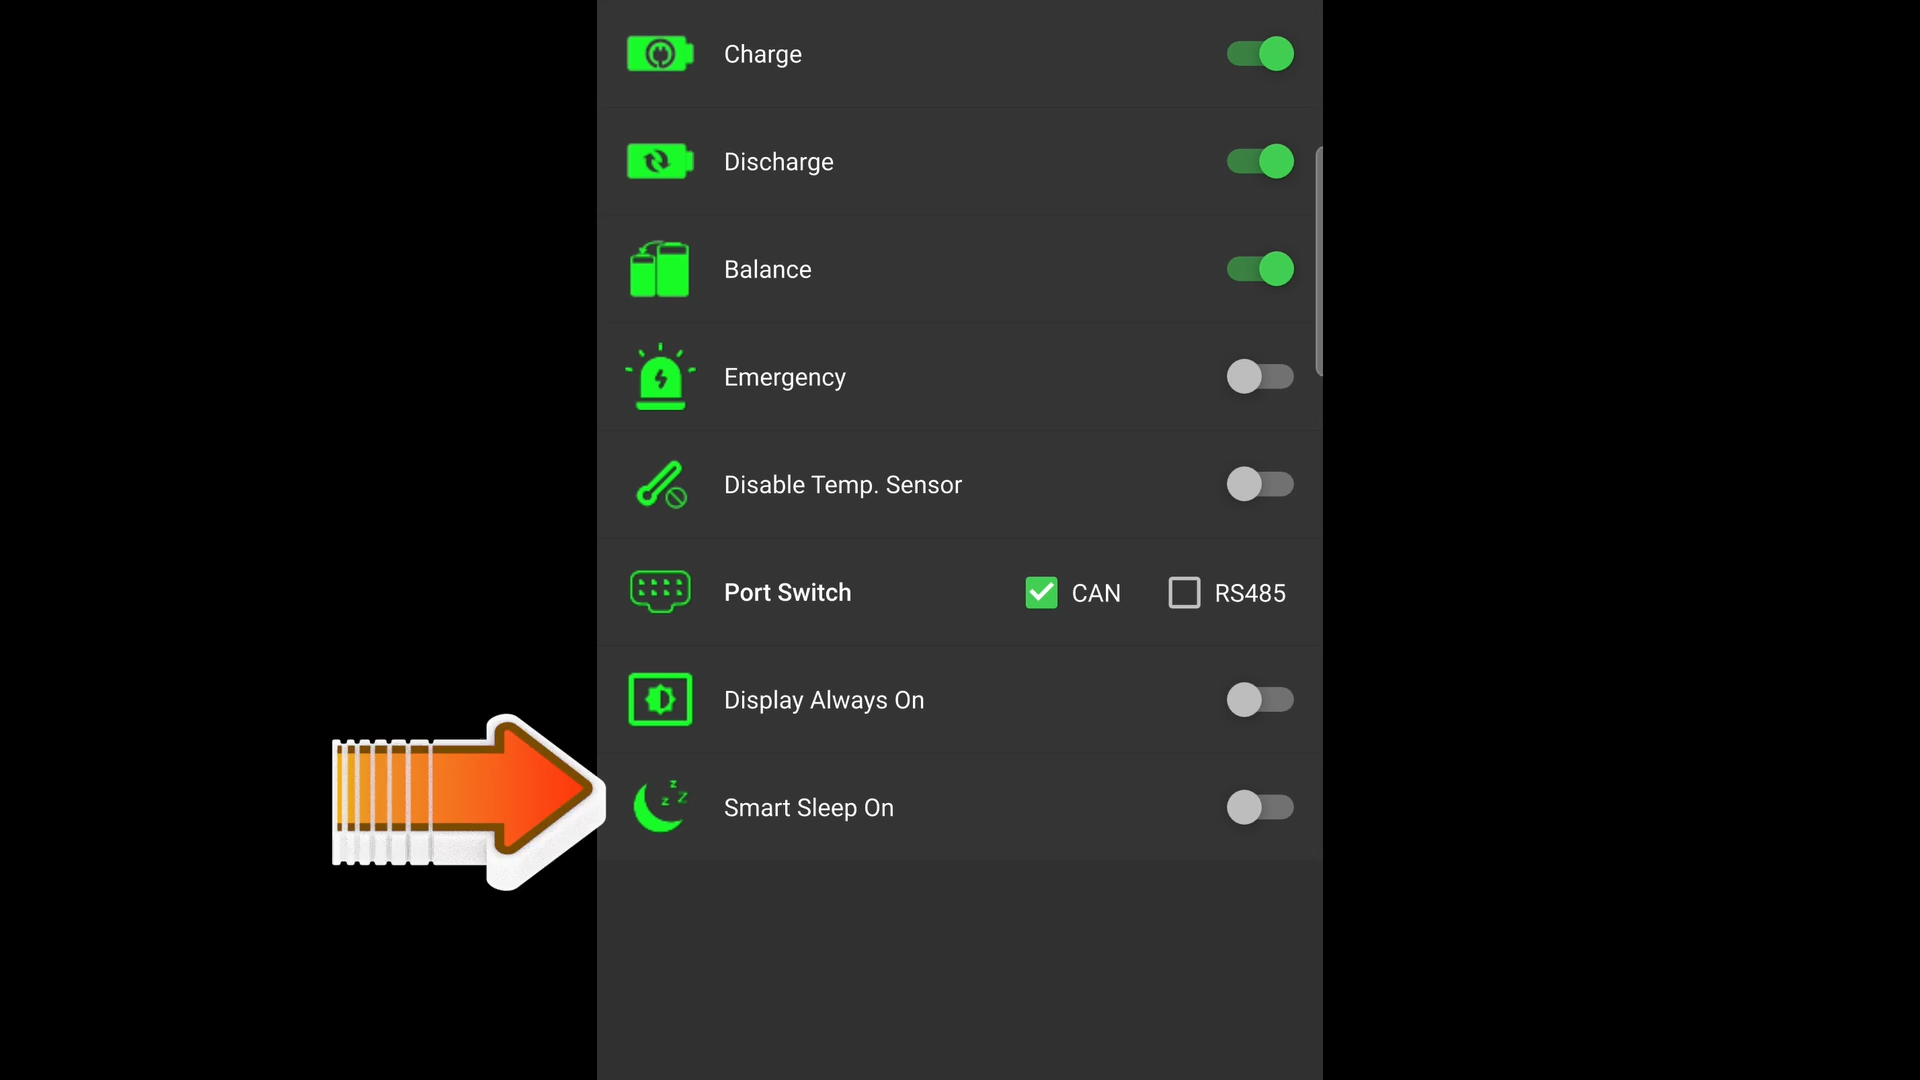 Charge
Discharge
Balance
Emergency
Disable Temp. Sensor
Port Switch CAN RS485
Display Always On
Smart Sleep On